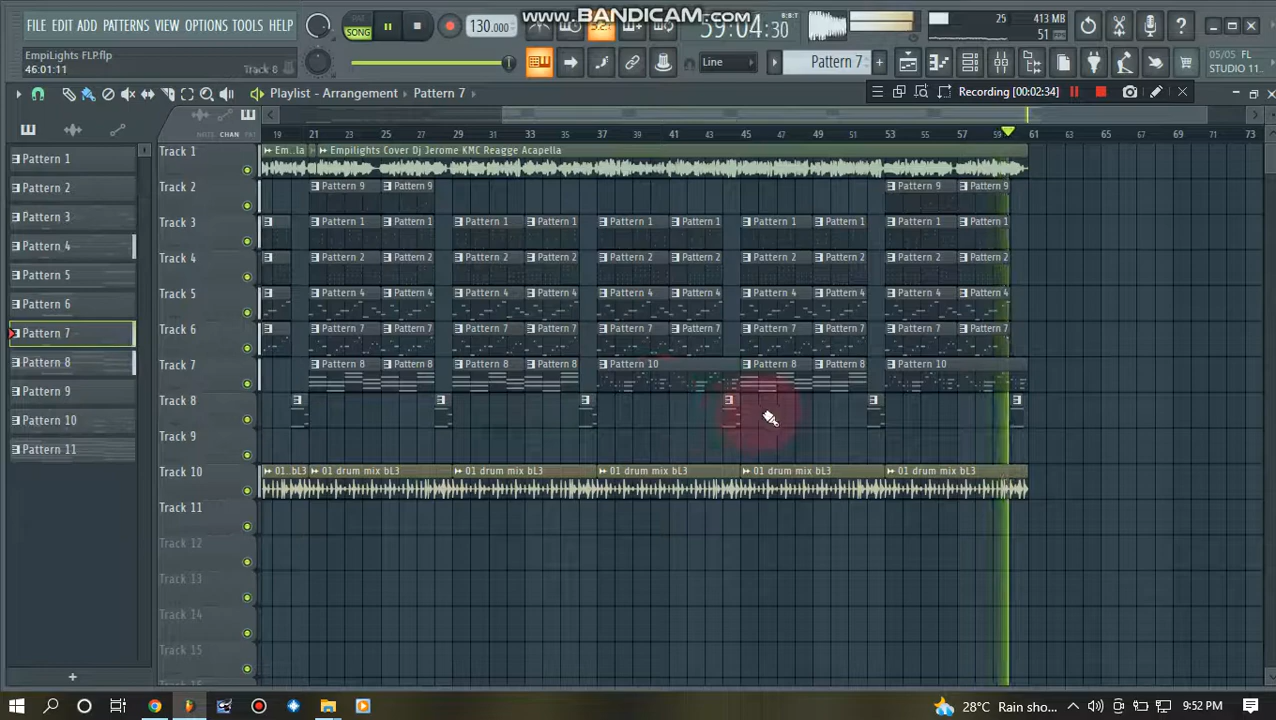 www.BANDICAM.com
FILE EDIT ADD PATTERNS VIEW OPTIONS TOOLS HELP
PAT
SONG
130.000
3.2.1
59:04:30
B:B:T
25
413 MB
51
EmpiLights FLP.flp
46:01:11
Track 8
Line
Pattern 7
05/05 FL
STUDIO 11...
Playlist - Arrangement
Pattern 7
Recording [00:02:34]
NOTE CHAN PAT
19 21 23 25 27 29 31 33 35 37 39 41 43 45 47 49 51 53 55 57 59 61 63 65 67 69 71 73
Pattern 1
Pattern 2
Pattern 3
Pattern 4
Pattern 5
Pattern 6
Pattern 7
Pattern 8
Pattern 9
Pattern 10
Pattern 11
Track 1
Em...la
Empilights Cover Dj Jerome KMC Reagge Acapella
Track 2
Pattern 9 Pattern 9 Pattern 9 Pattern 9
Track 3
Pattern 1 Pattern 1 Pattern 1 Pattern 1 Pattern 1 Pattern 1 Pattern 1 Pattern 1 Pattern 1 Pattern 1
Track 4
Pattern 2 Pattern 2 Pattern 2 Pattern 2 Pattern 2 Pattern 2 Pattern 2 Pattern 2 Pattern 2 Pattern 2
Track 5
Pattern 4 Pattern 4 Pattern 4 Pattern 4 Pattern 4 Pattern 4 Pattern 4 Pattern 4 Pattern 4 Pattern 4
Track 6
Pattern 7 Pattern 7 Pattern 7 Pattern 7 Pattern 7 Pattern 7 Pattern 7 Pattern 7 Pattern 7 Pattern 7
Track 7
Pattern 8 Pattern 8 Pattern 8 Pattern 8 Pattern 10 Pattern 8 Pattern 8 Pattern 10
Track 8
Track 9
Track 10
01..bL3 01 drum mix bL3 01 drum mix bL3 01 drum mix bL3 01 drum mix bL3 01 drum mix bL3
Track 11
Track 12
Track 13
Track 14
Track 15
28°C Rain sho...
9:52 PM